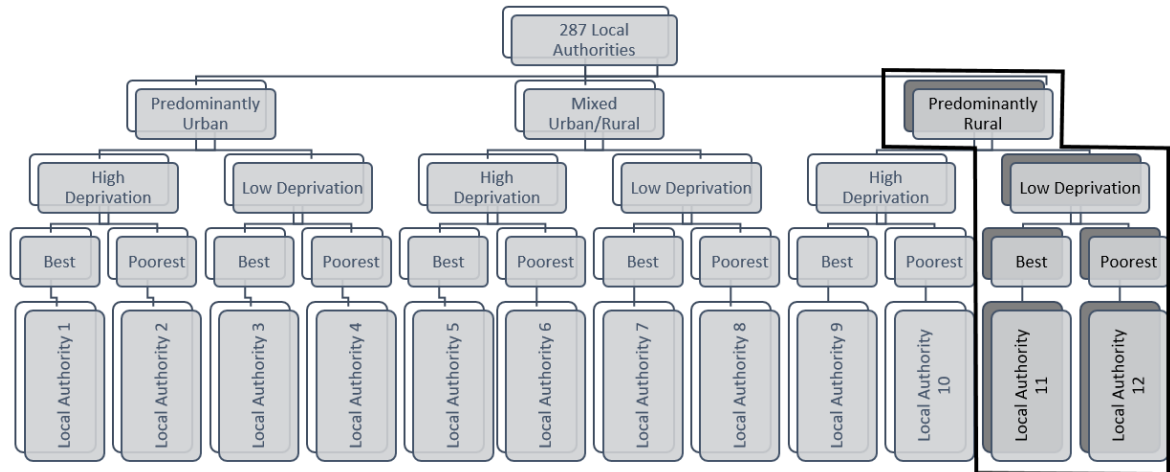 287 Local
Authorities
Predominantly
Urban
Mixed
Urban/Rural
Predominantly
Rural
High
Deprivation
Low Deprivation
High
Deprivation
Low Deprivation
High
Deprivation
Low Deprivation
Best
Poorest
Best
Poorest
Best
Poorest
Best
Poorest
Best
Poorest
Best
Poorest
Local Authority 1
Local Authority 2
Local Authority 3
Local Authority 4
Local Authority 5
Local Authority 6
Local Authority 7
Local Authority 8
Local Authority 9
Local Authority
10
Local Authority
11
Local Authority
12